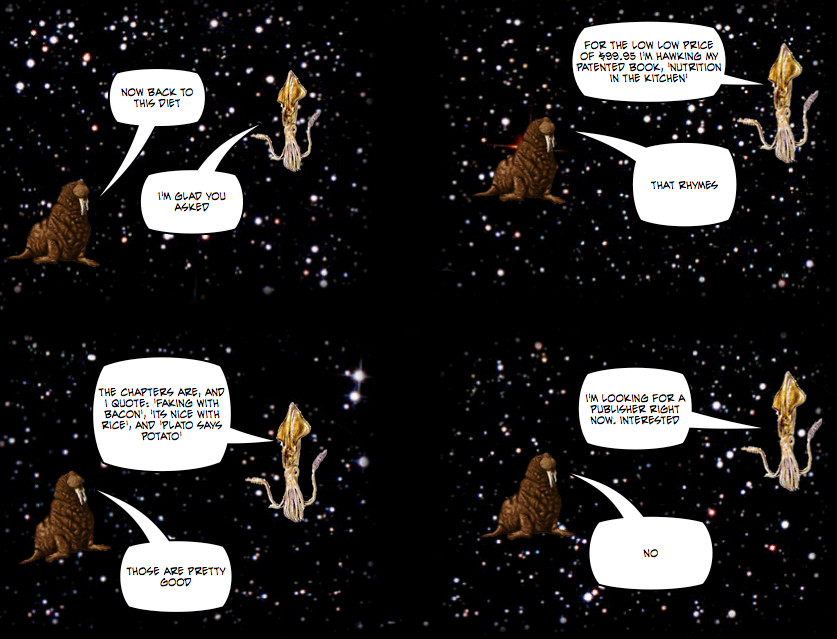 NOW BACK TO
THIS DIET
I'M GLAD YOU
ASKED
FOR THE LOW LOW PRICE
OF $99.95 I'M HAWKING MY
PATENTED BOOK, 'NUTRITION
IN THE KITCHEN'
THAT RHYMES
THE CHAPTERS ARE, AND
I QUOTE: 'FAKING WITH
BACON', 'ITS NICE WITH
RICE', AND 'PLATO SAYS
POTATO'
THOSE ARE PRETTY
GOOD
I'M LOOKING FOR A
PUBLISHER RIGHT
NOW. INTERESTED
NO